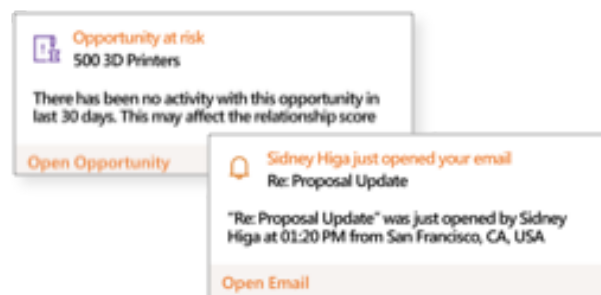 Opportunity at risk
500 3D Printers
There has been no activity with this opportunity in
last 30 days. This may affect the relationship score
Open Opportunity
Sidney Higa just opened your email
Re: Proposal Update
"Re: Proposal Update" was just opened by Sidney
Higa at 01:20 PM from San Francisco, CA, USA
Open Email